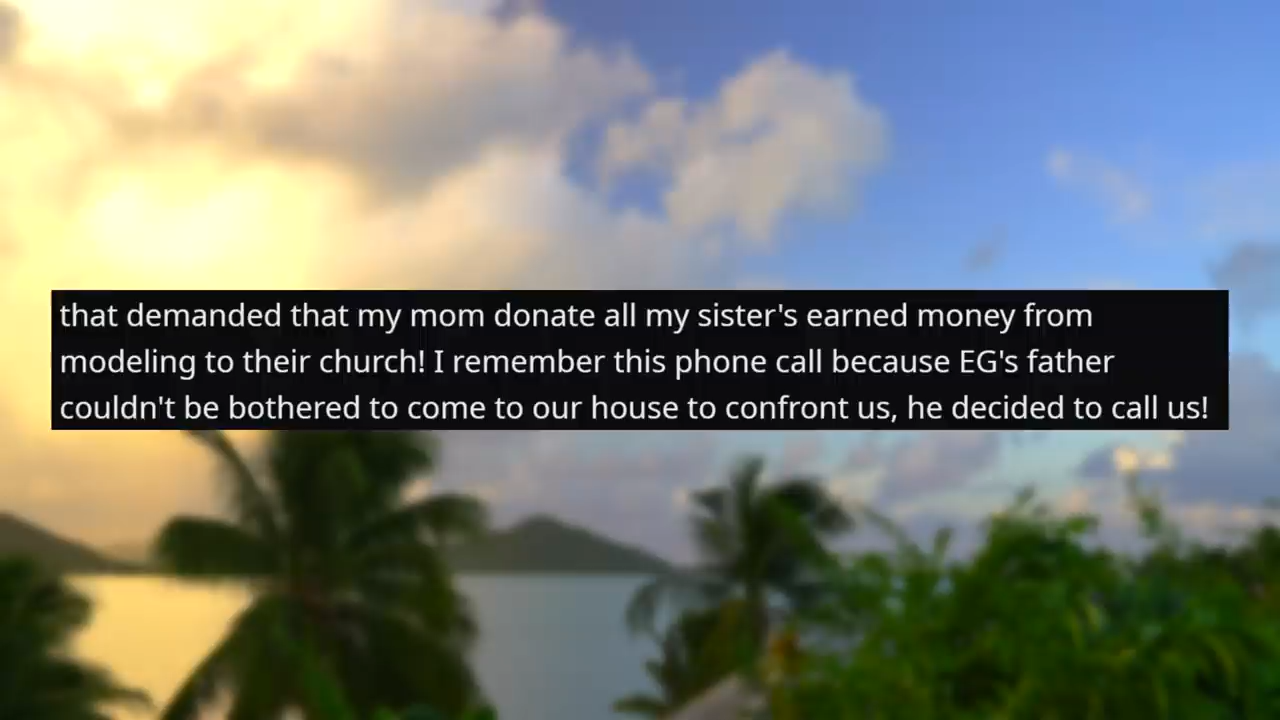 that demanded that my mom donate all my sister's earned money from
modeling to their church! I remember this phone call because EG's father
couldn't be bothered to come to our house to confront us, he decided to call us!